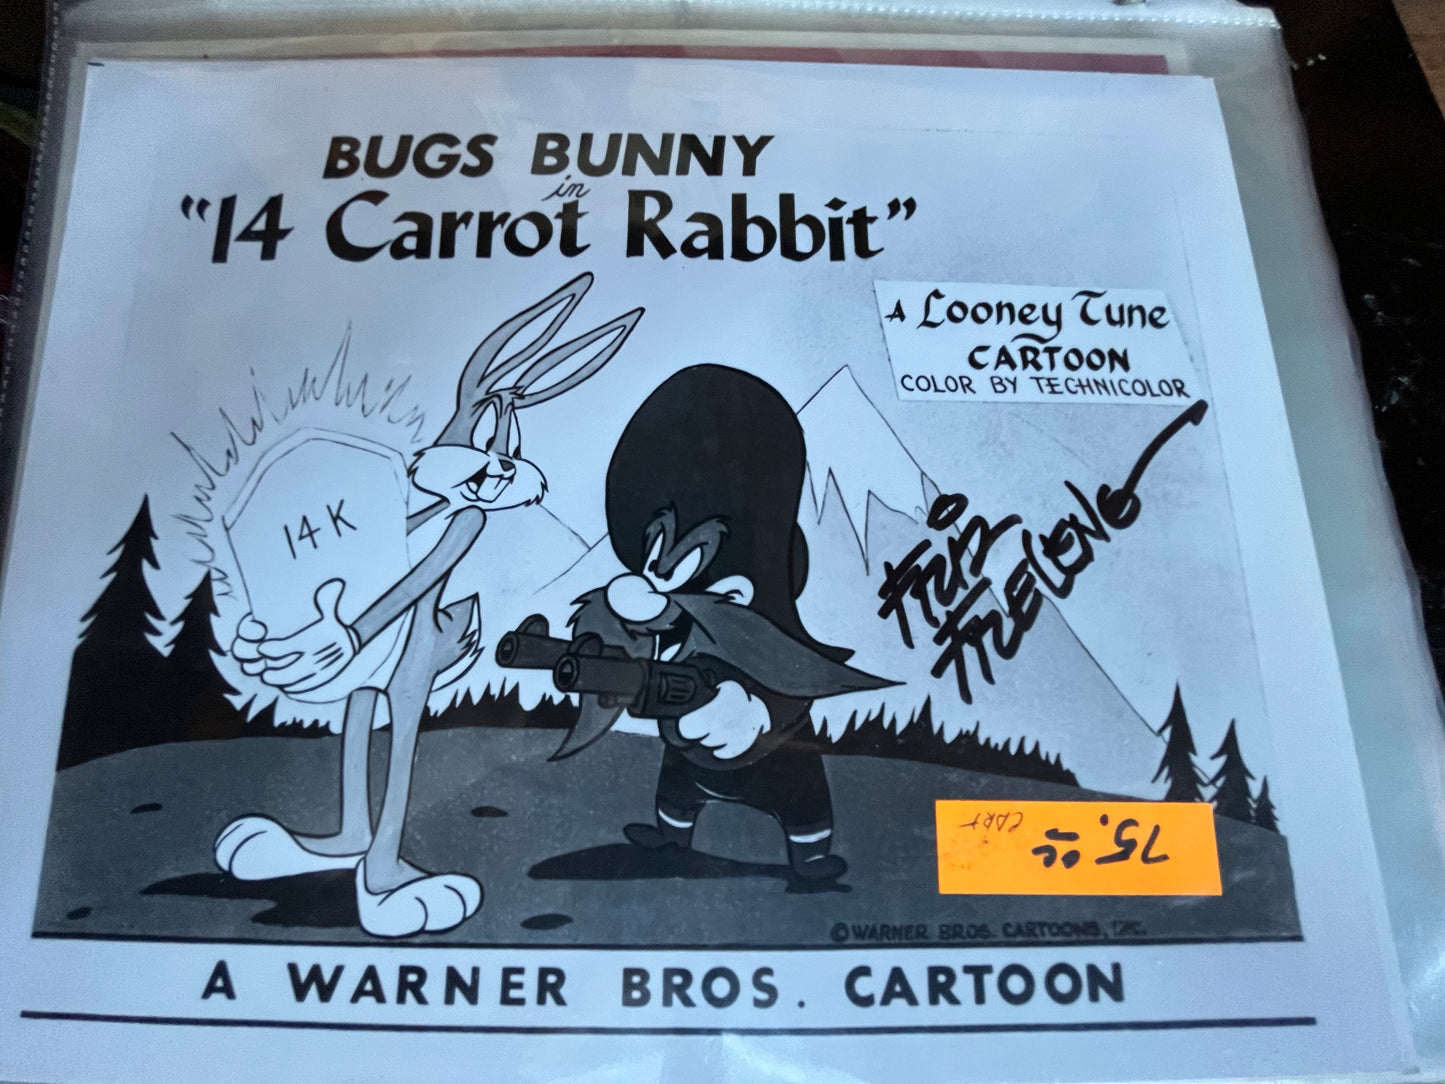 BUGS BUNNY
in
"14 Carrot Rabbit"
A Looney Tune
CARTOON
COLOR BY TECHNICOLOR
14 K
FRIZ
FRELENG
75.00
CART
© WARNER BROS. CARTOONS, INC.
A WARNER BROS. CARTOON